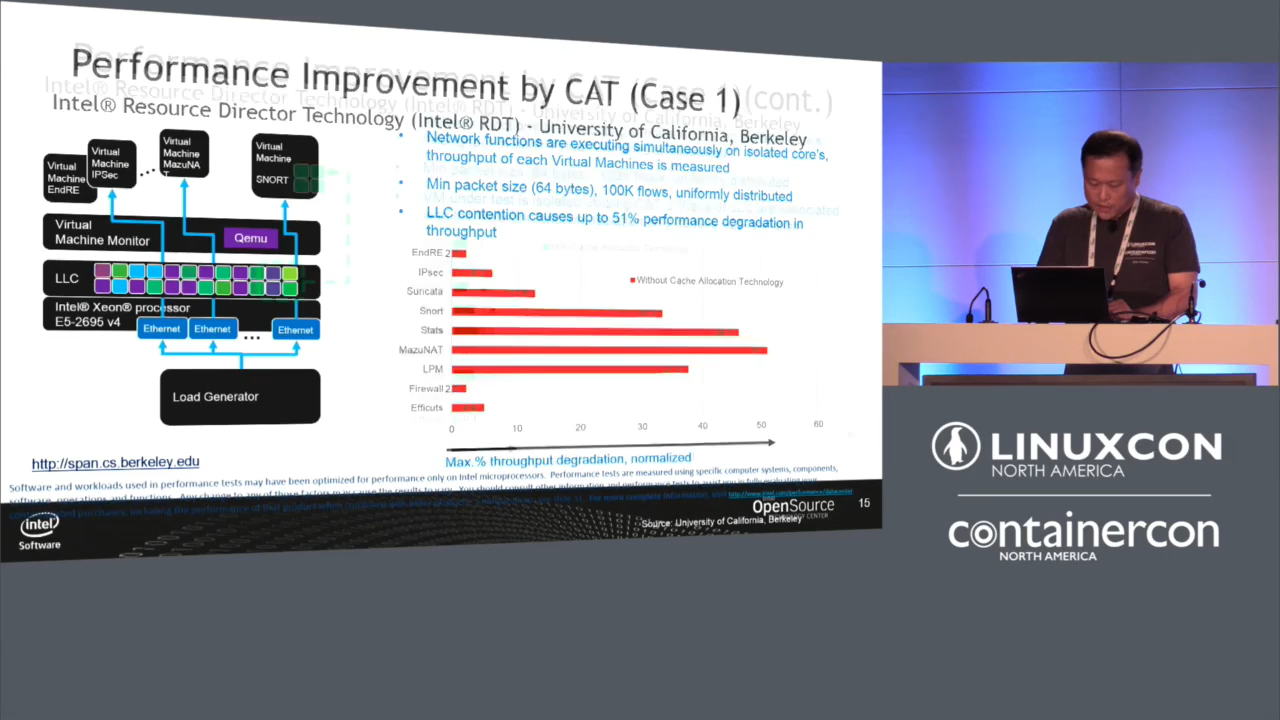 Performance Improvement by CAT (Case 1)
(cont.)
Intel® Resource Director Technology (Intel® RDT) - University of California, Berkeley
Virtual
Machine
EndRE
Virtual
Machine
IPSec
Virtual
Machine
MazuNA
T
Virtual
Machine
SNORT
Virtual
Machine Monitor
Qemu
LLC
Intel® Xeon® processor
E5-2695 v4
Ethernet
Ethernet
...
Ethernet
Load Generator
http://span.cs.berkeley.edu
• Network functions are executing simultaneously on isolated core's,
throughput of each Virtual Machines is measured
• Min packet size (64 bytes), 100K flows, uniformly distributed
• LLC contention causes up to 51% performance degradation in
throughput
Without Cache Allocation Technology
EndRE 2
IPsec
Suricata
Snort
Stats
MazuNAT
LPM
Firewall 2
Efficuts
0 10 20 30 40 50 60
Max.% throughput degradation, normalized
Software and workloads used in performance tests may have been optimized for performance only on Intel microprocessors. Performance tests are measured using specific computer systems, components,
intel
Software
OpenSource
TECHNOLOGY CENTER
15
Source: University of California, Berkeley
LINUXCON
NORTH AMERICA
containercon
NORTH AMERICA